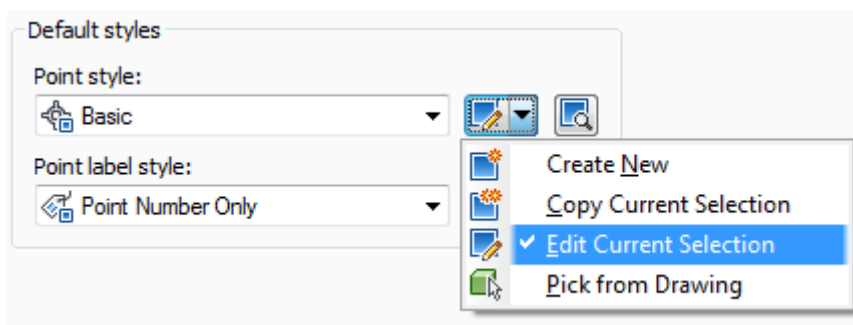 Default styles
Point style:
Basic
Point label style:
Point Number Only
Create New
Copy Current Selection
Edit Current Selection
Pick from Drawing